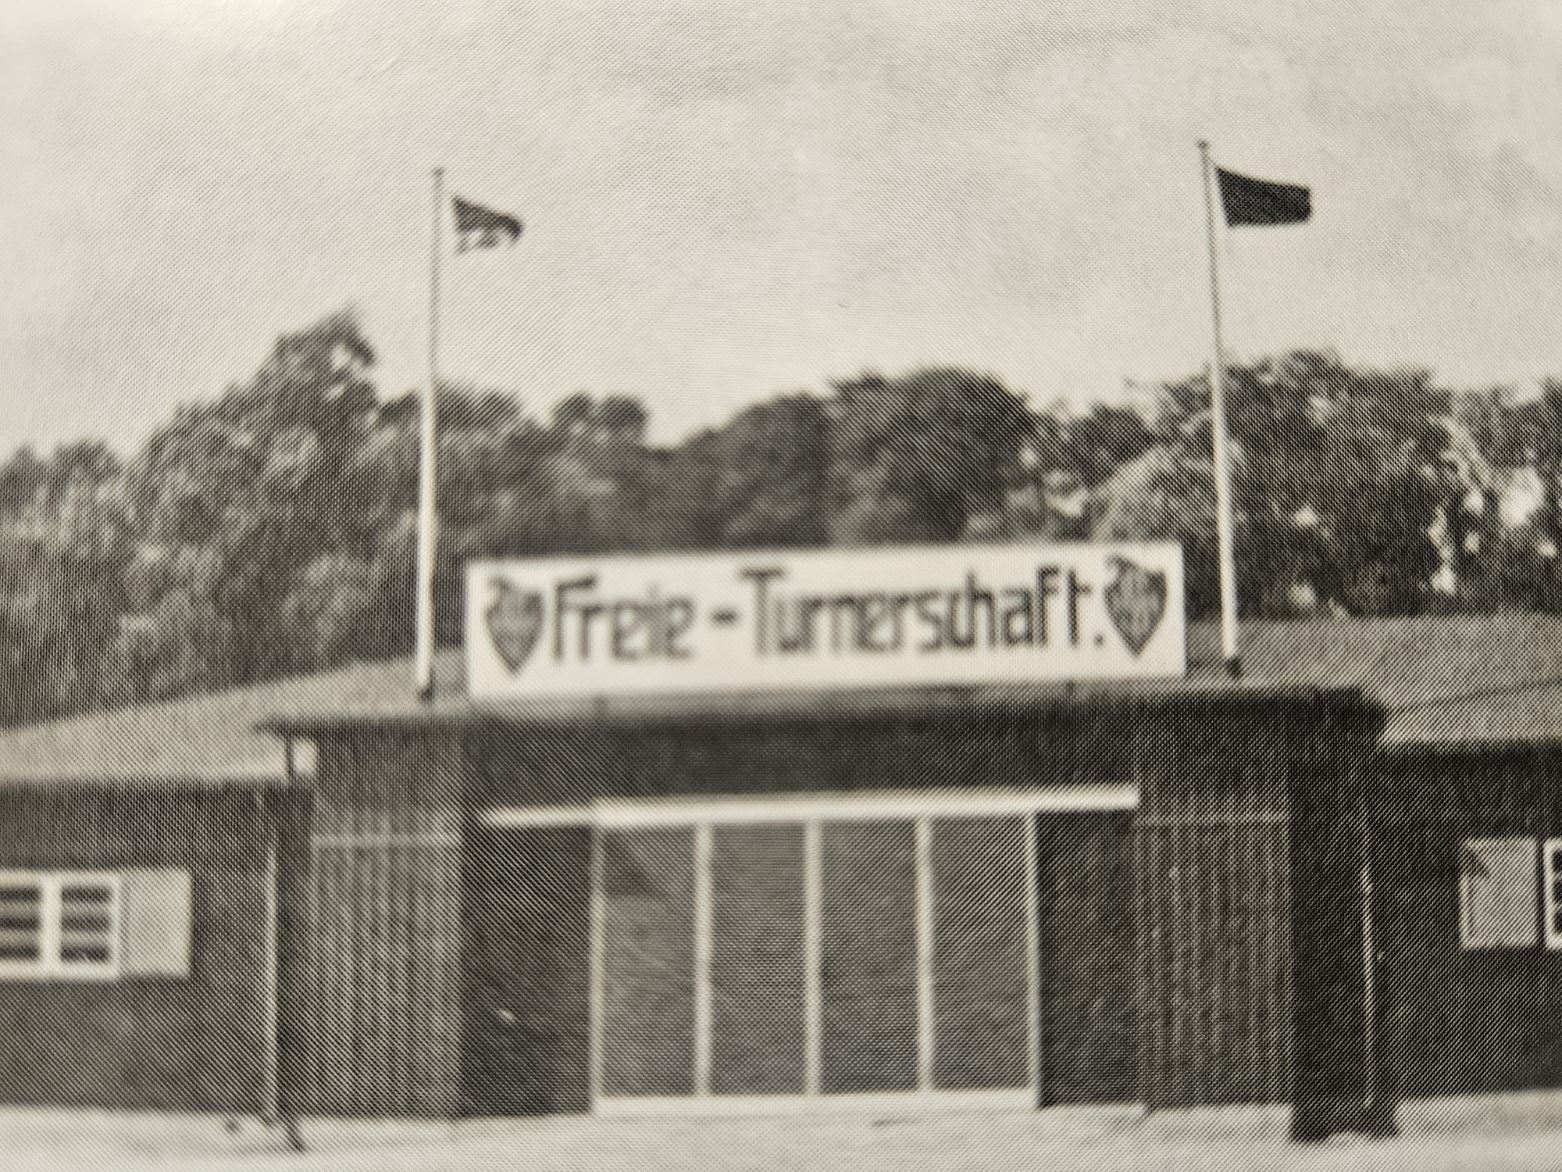 Freie - Turnerschaft.